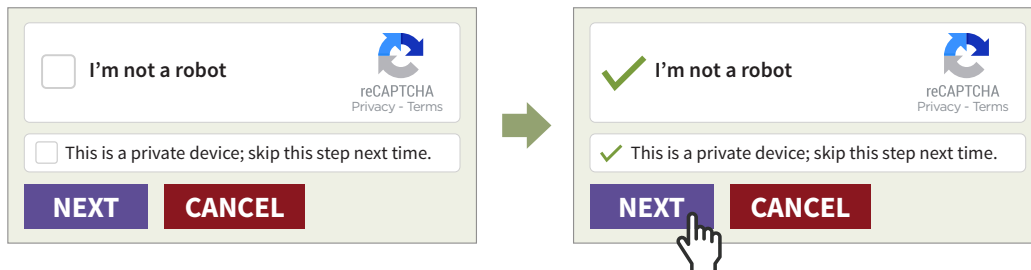 I'm not a robot
reCAPTCHA
Privacy - Terms
This is a private device; skip this step next time.
NEXT CANCEL
I'm not a robot
reCAPTCHA
Privacy - Terms
This is a private device; skip this step next time.
NEXT CANCEL